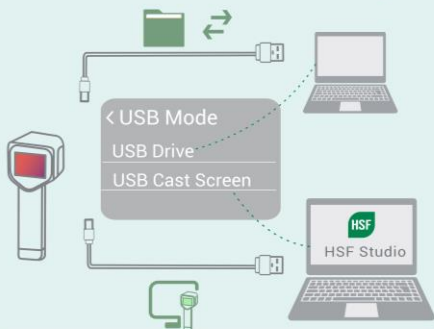 < USB Mode
USB Drive
USB Cast Screen
HSF
HSF Studio